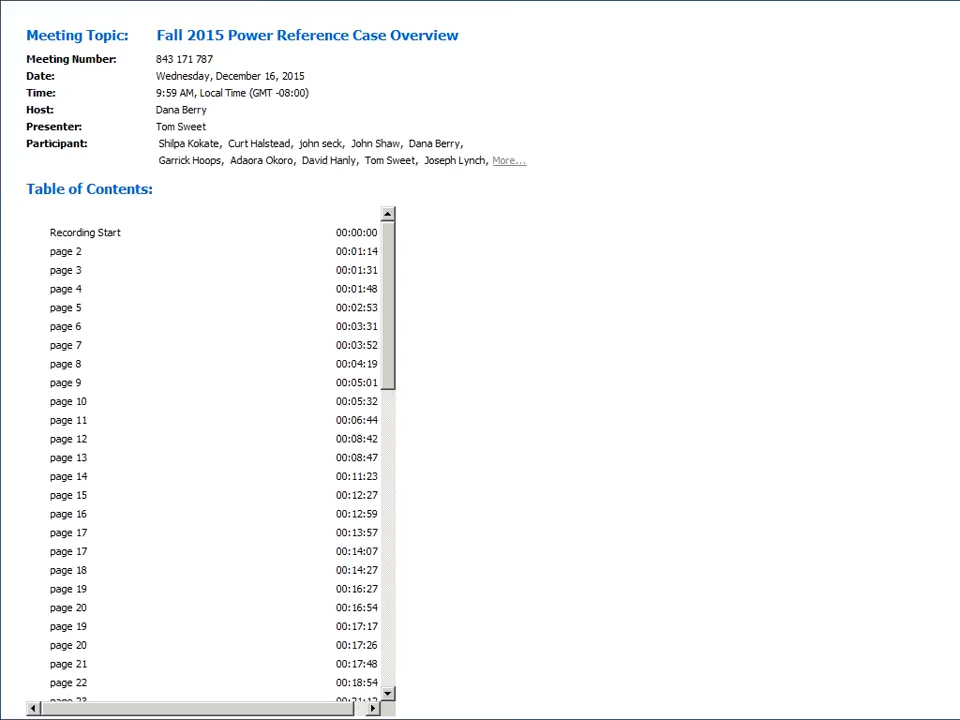 Meeting Topic: Fall 2015 Power Reference Case Overview
Meeting Number: 843 171 787
Date: Wednesday, December 16, 2015
Time: 9:59 AM, Local Time (GMT -08:00)
Host: Dana Berry
Presenter: Tom Sweet
Participant: Shilpa Kokate, Curt Halstead, john seck, John Shaw, Dana Berry,
Garrick Hoops, Adaora Okoro, David Hanly, Tom Sweet, Joseph Lynch, More...
Table of Contents:
Recording Start 00:00:00
page 2 00:01:14
page 3 00:01:31
page 4 00:01:48
page 5 00:02:53
page 6 00:03:31
page 7 00:03:52
page 8 00:04:19
page 9 00:05:01
page 10 00:05:32
page 11 00:06:44
page 12 00:08:42
page 13 00:08:47
page 14 00:11:23
page 15 00:12:27
page 16 00:12:59
page 17 00:13:57
page 17 00:14:07
page 18 00:14:27
page 19 00:16:27
page 20 00:16:54
page 19 00:17:17
page 20 00:17:26
page 21 00:17:48
page 22 00:18:54
page 23 00:21:12